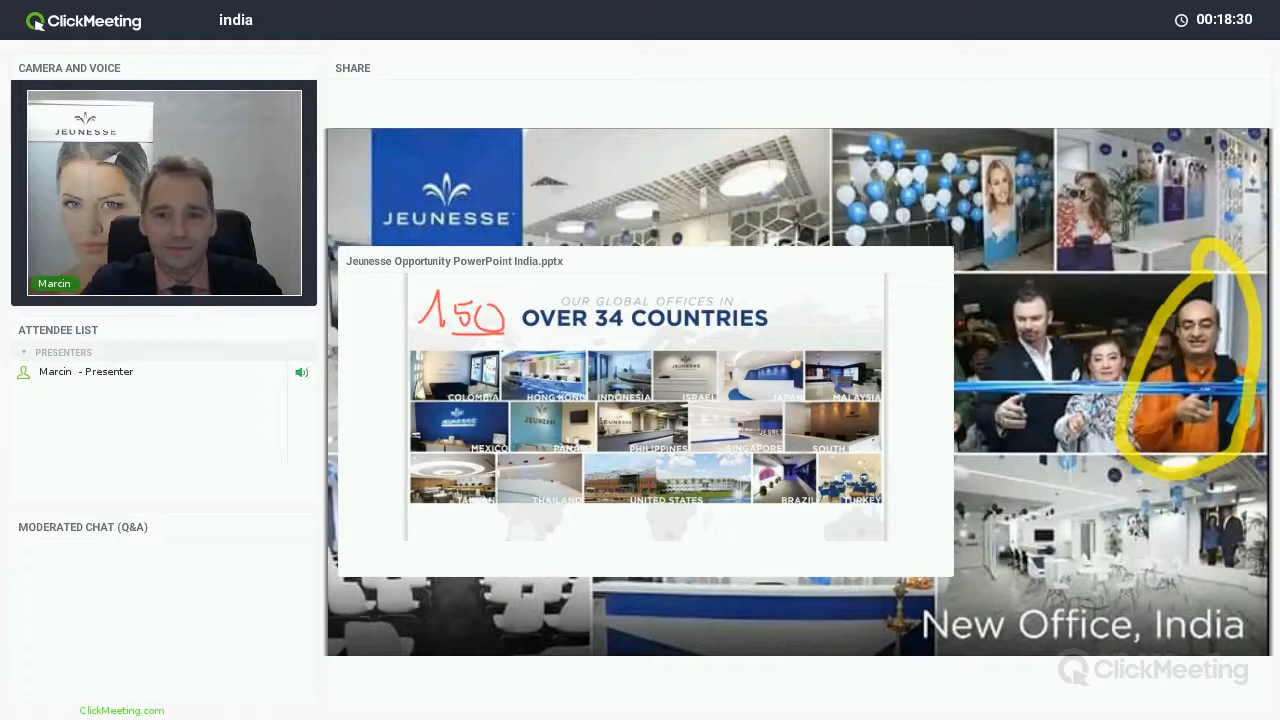 ClickMeeting
india
00:18:30
CAMERA AND VOICE
SHARE
JEUNESSE
Marcin
JEUNESSE
ATTENDEE LIST
PRESENTERS
Marcin - Presenter
MODERATED CHAT (Q&A)
ClickMeeting.com
Jeunesse Opportunity PowerPoint India.pptx
150
OUR GLOBAL OFFICES IN
OVER 34 COUNTRIES
COLOMBIA
HONG KONG
INDONESIA
ISRAEL
JAPAN
MALAYSIA
MEXICO
PHILIPPINES
SINGAPORE
SOUTH
TAIWAN
THAILAND
UNITED STATES
BRAZIL
TURKEY
New Office, India
ClickMeeting